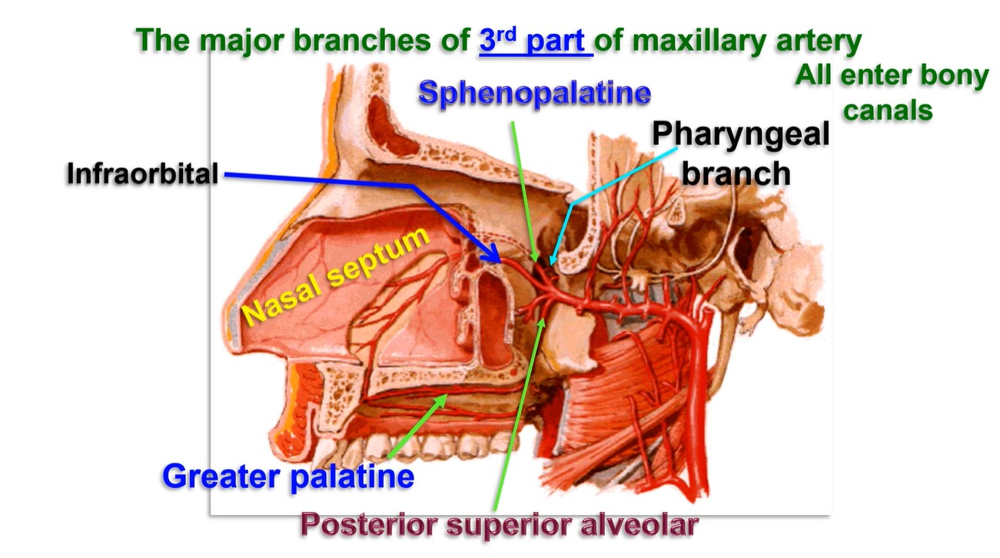 The major branches of 3rd part of maxillary artery
All enter bony
canals
Sphenopalatine
Pharyngeal
branch
Infraorbital
Nasal septum
Greater palatine
Posterior superior alveolar